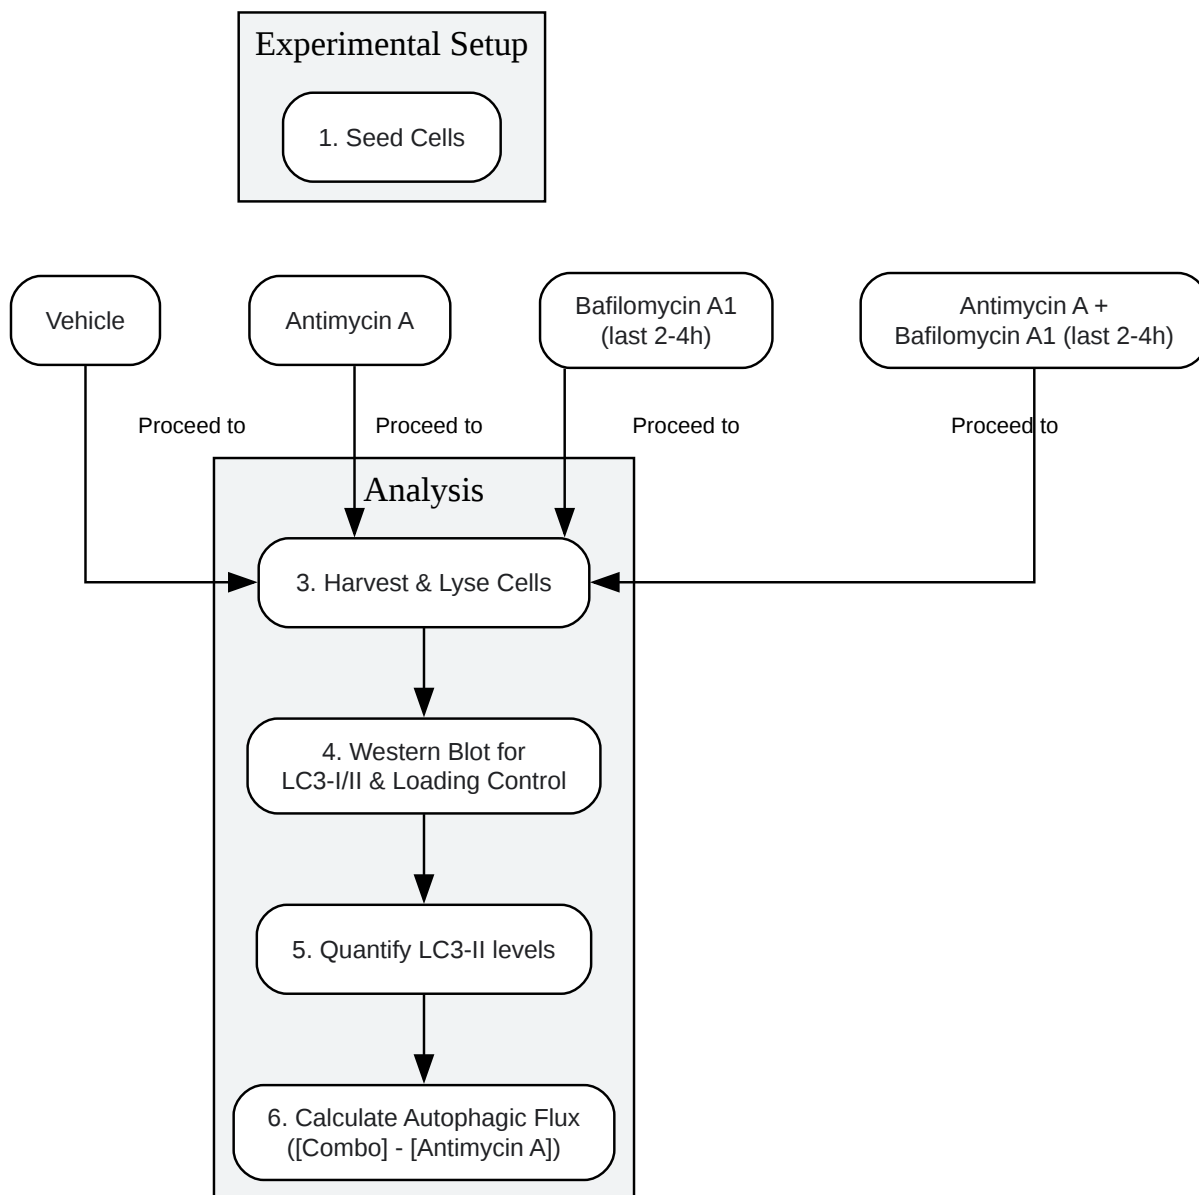 Experimental Setup
1. Seed Cells
Vehicle
Antimycin A
Bafilomycin A1
(last 2-4h)
Antimycin A +
Bafilomycin A1 (last 2-4h)
Proceed to
Proceed to
Proceed to
Proceed to
Analysis
3. Harvest & Lyse Cells
4. Western Blot for
LC3-I/II & Loading Control
5. Quantify LC3-II levels
6. Calculate Autophagic Flux
([Combo] - [Antimycin A])